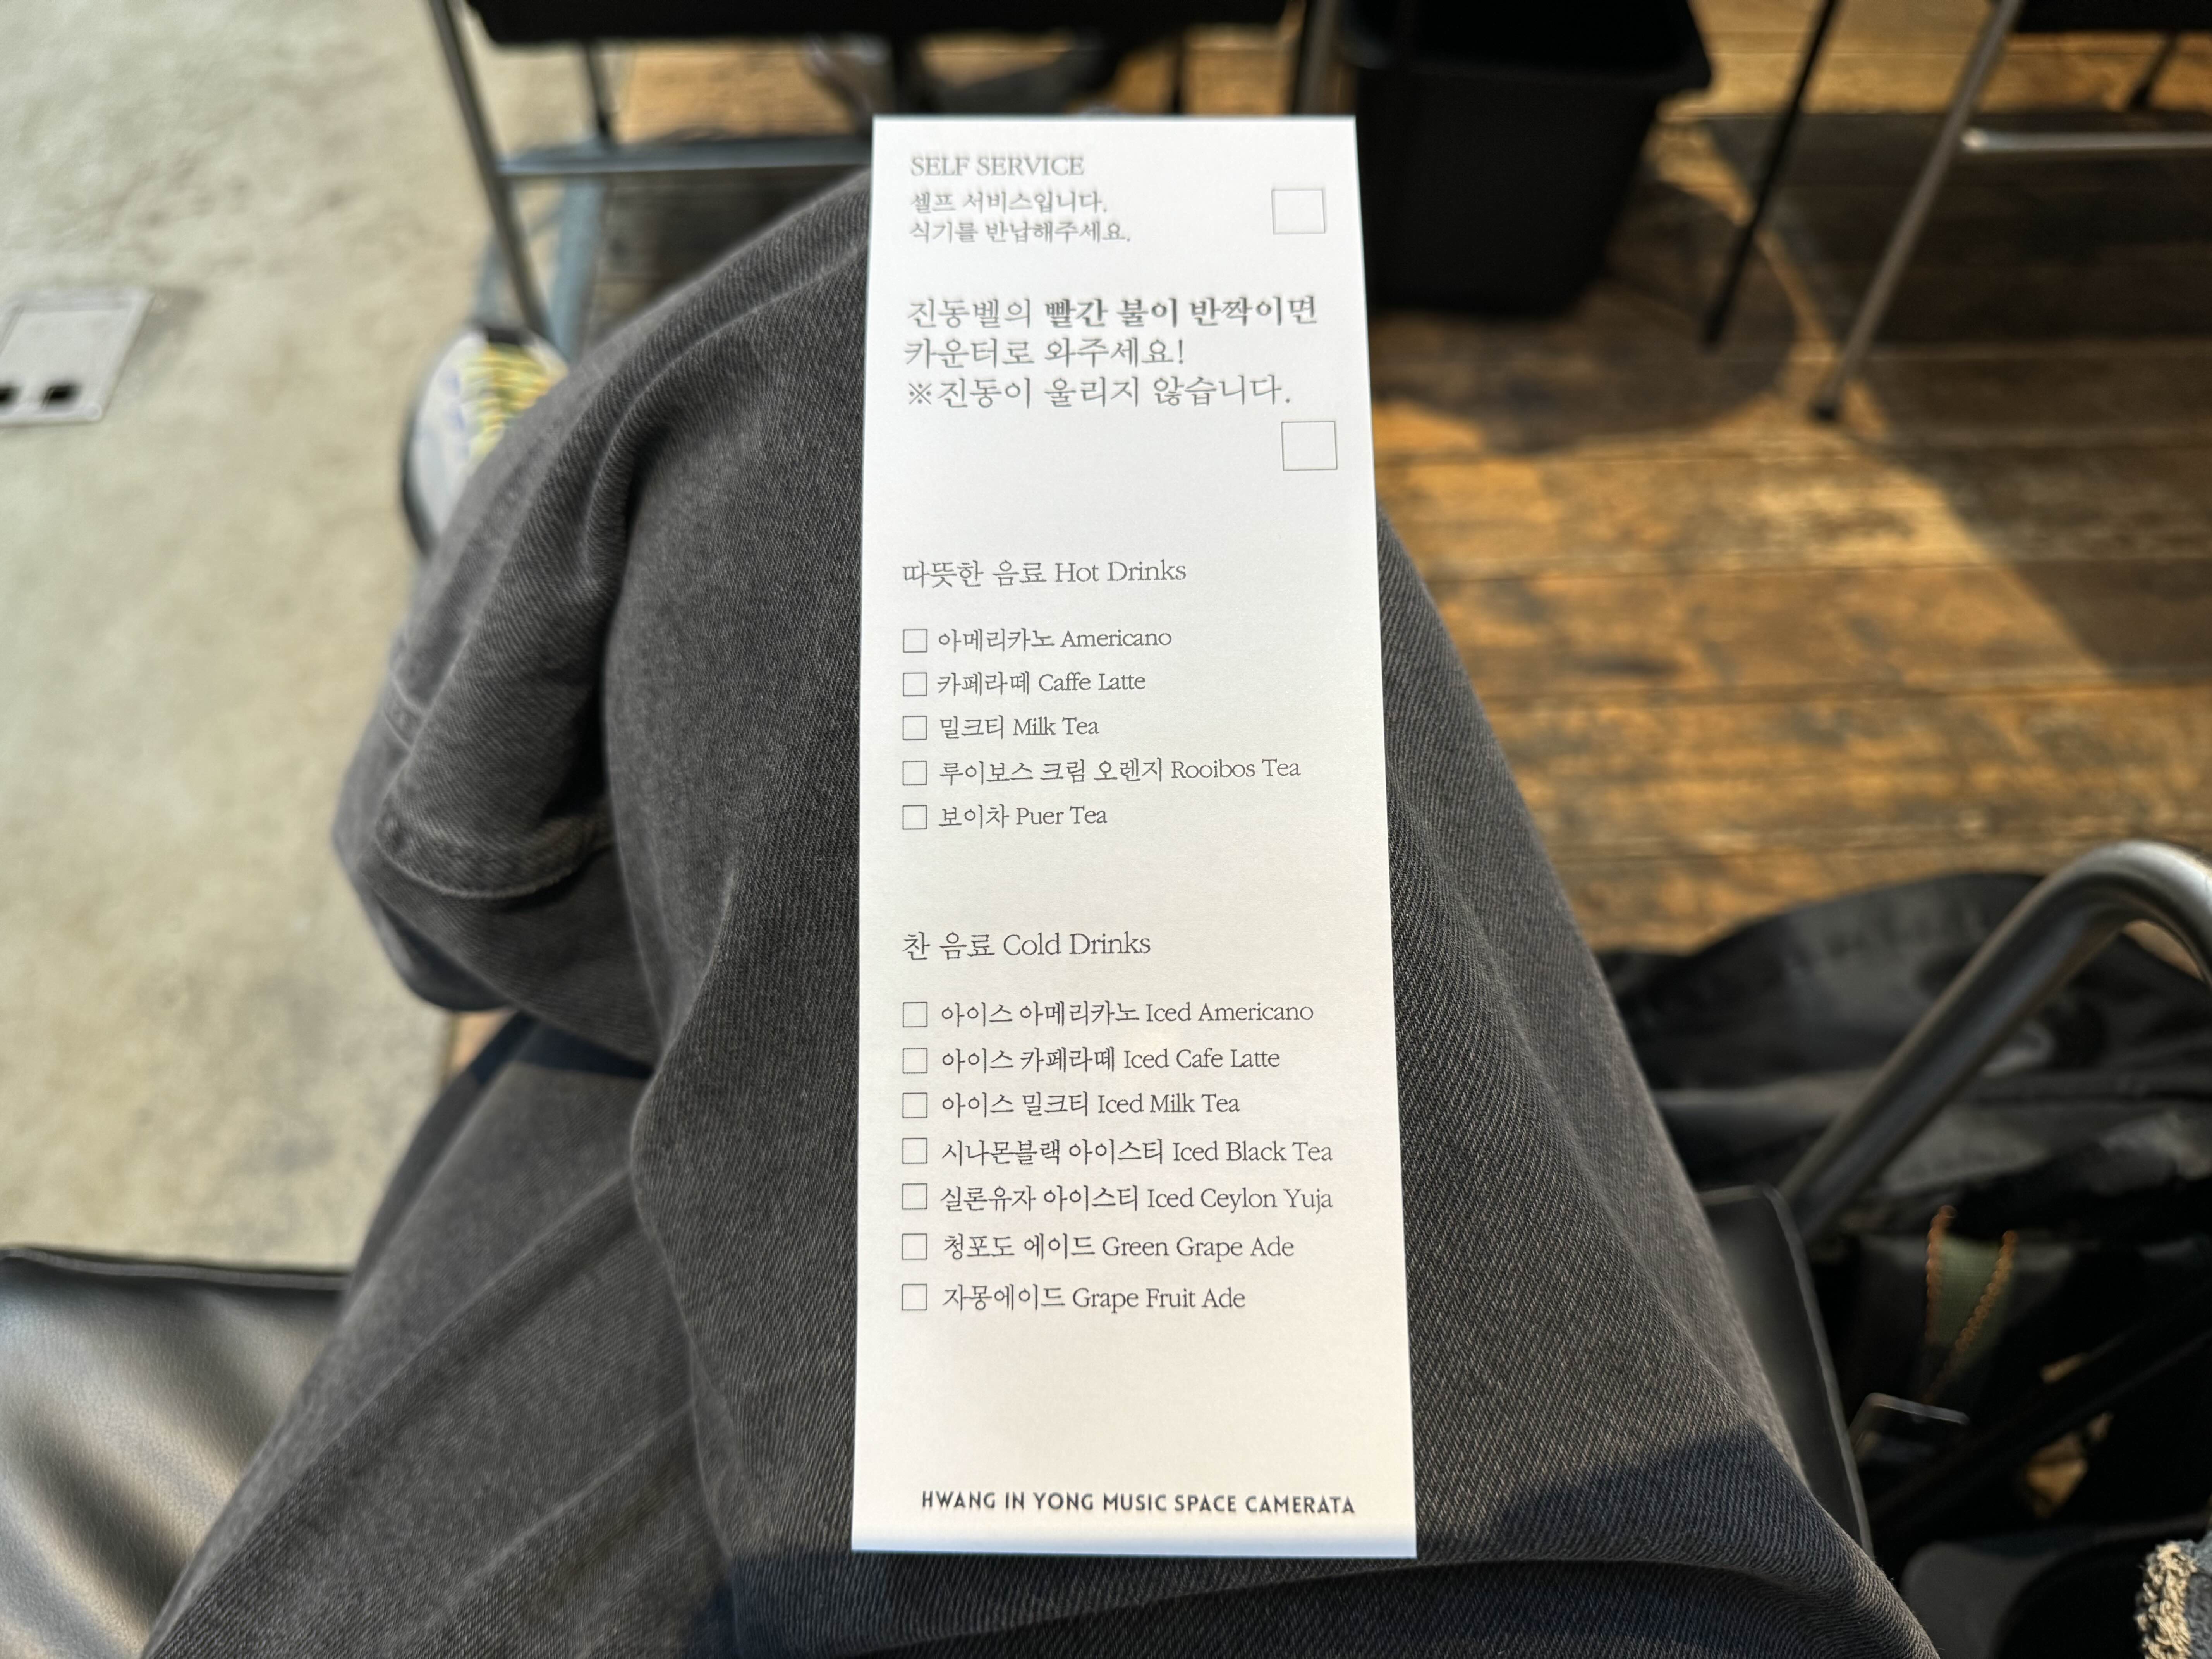 SELF SERVICE
셀프 서비스입니다.
식기를 반납해주세요.
진동벨의 빨간 불이 반짝이면
카운터로 와주세요!
※진동이 울리지 않습니다.
따뜻한 음료 Hot Drinks
아메리카노 Americano
카페라떼 Caffe Latte
밀크티 Milk Tea
루이보스 크림 오렌지 Rooibos Tea
보이차 Puer Tea
찬 음료 Cold Drinks
아이스 아메리카노 Iced Americano
아이스 카페라떼 Iced Cafe Latte
아이스 밀크티 Iced Milk Tea
시나몬블랙 아이스티 Iced Black Tea
실론유자 아이스티 Iced Ceylon Yuja
청포도 에이드 Green Grape Ade
자몽에이드 Grape Fruit Ade
HWANG IN YONG MUSIC SPACE CAMERATA